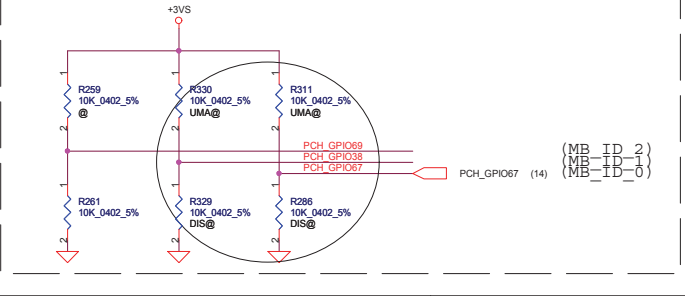 +3VS
1
1
1
R259
10K_0402_5%
@
R330
10K_0402_5%
UMA@
R311
10K_0402_5%
UMA@
2
2
2
PCH_GPIO69
(MB_ID_2)
PCH_GPIO38
(MB_ID_1)
PCH_GPIO67
PCH_GPIO67 (14)
(MB_ID_0)
1
1
1
R261
10K_0402_5%
R329
10K_0402_5%
DIS@
R286
10K_0402_5%
DIS@
2
2
2